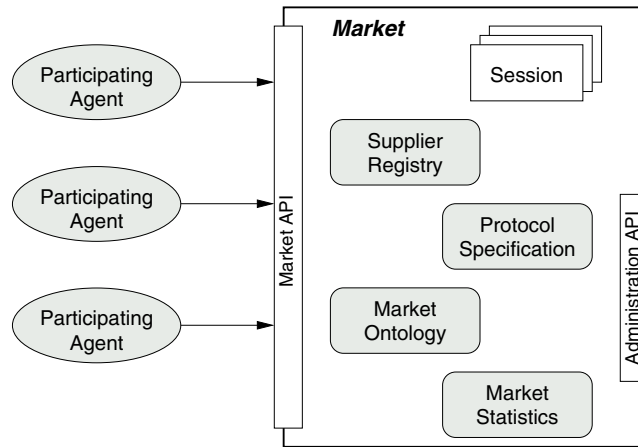 Market
Session
Participating
Agent
Supplier
Registry
Participating
Agent
Market API
Protocol
Specification
Administration API
Participating
Agent
Market
Ontology
Market
Statistics